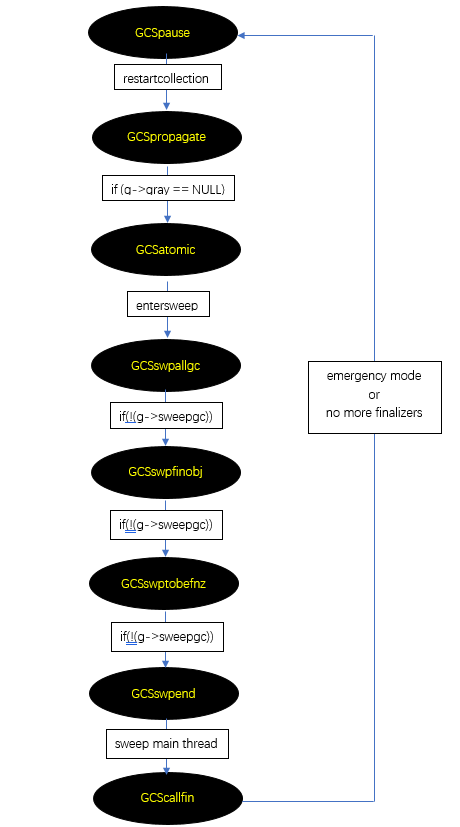 GCSpause
restartcollection
GCSpropagate
if (g->gray == NULL)
GCSatomic
entersweep
GCSswpallgc
emergency mode
or
no more finalizers
if(!(g->sweepgc))
GCSswpfinobj
if(!(g->sweepgc))
GCSswptobefnz
if(!(g->sweepgc))
GCSswpend
sweep main thread
GCScallfin